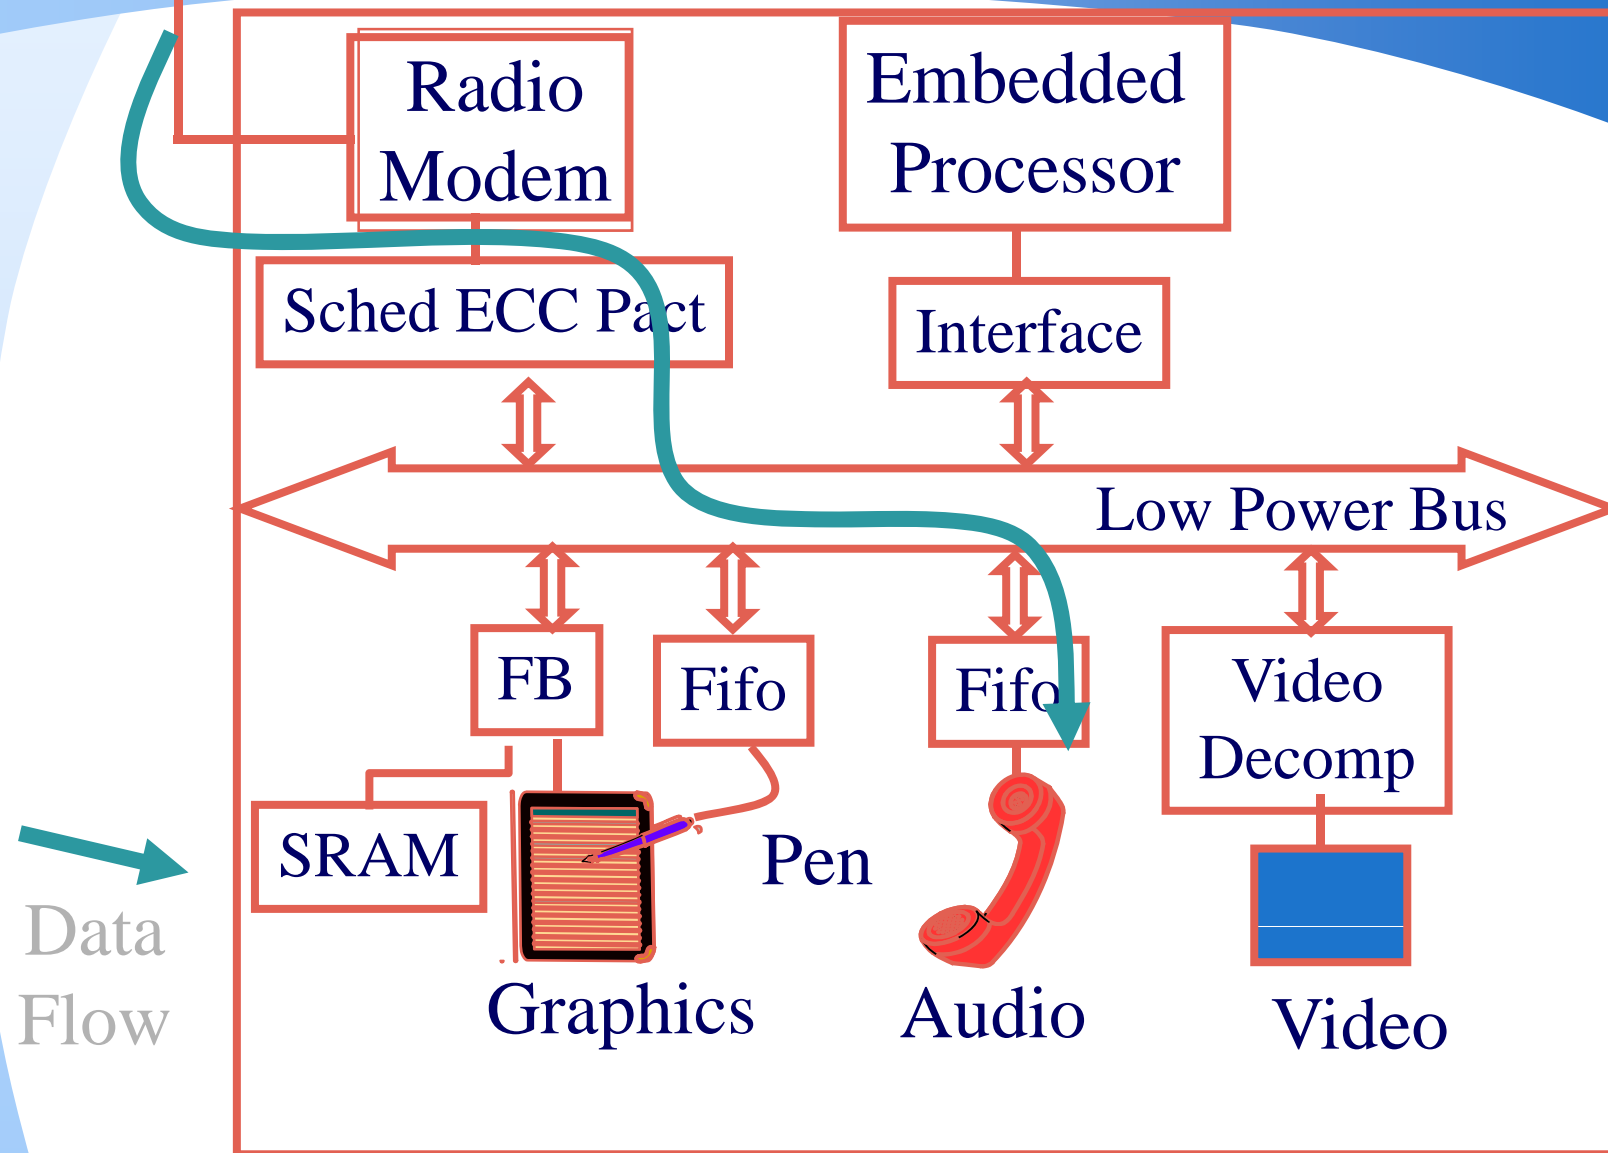 Radio
Modem
Embedded
Processor
Sched ECC Pact
Interface
Low Power Bus
FB
Fifo
Fifo
Video
Decomp
SRAM
Pen
Data
Flow
Graphics
Audio
Video